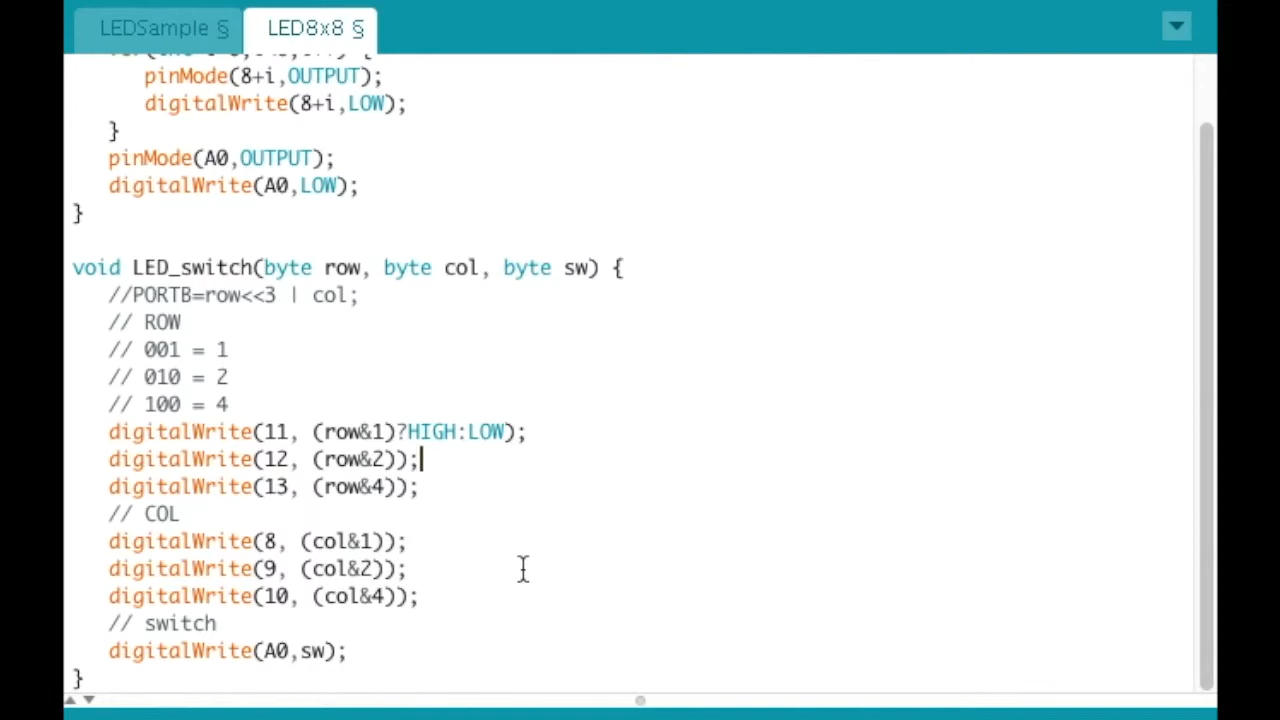 LEDSample §
LED8x8 §
pinMode(8+i,OUTPUT);
digitalWrite(8+i,LOW);
}
pinMode(A0,OUTPUT);
digitalWrite(A0,LOW);
}
void LED_switch(byte row, byte col, byte sw) {
//PORTB=row<<3 | col;
// ROW
// 001 = 1
// 010 = 2
// 100 = 4
digitalWrite(11, (row&1)?HIGH:LOW);
digitalWrite(12, (row&2));
digitalWrite(13, (row&4));
// COL
digitalWrite(8, (col&1));
digitalWrite(9, (col&2));
digitalWrite(10, (col&4));
// switch
digitalWrite(A0,sw);
}